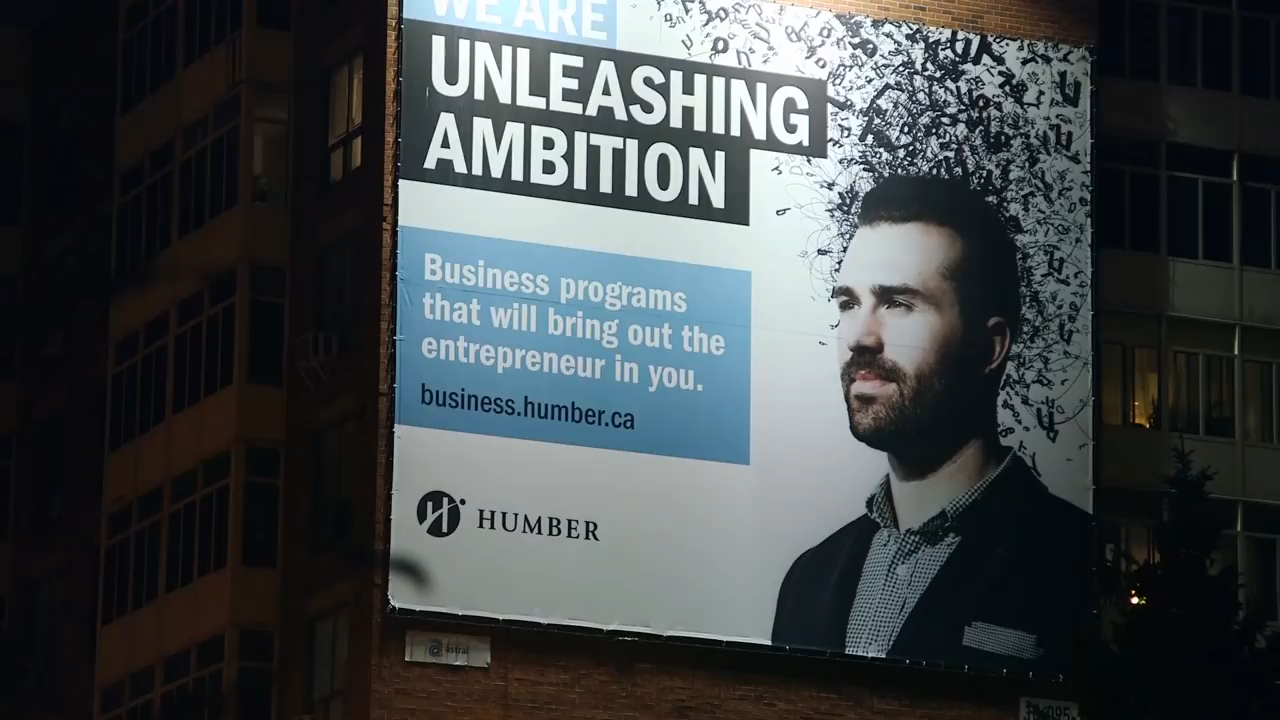 WE ARE
UNLEASHING
AMBITION
Business programs
that will bring out the
entrepreneur in you.
business.humber.ca
HUMBER
astral